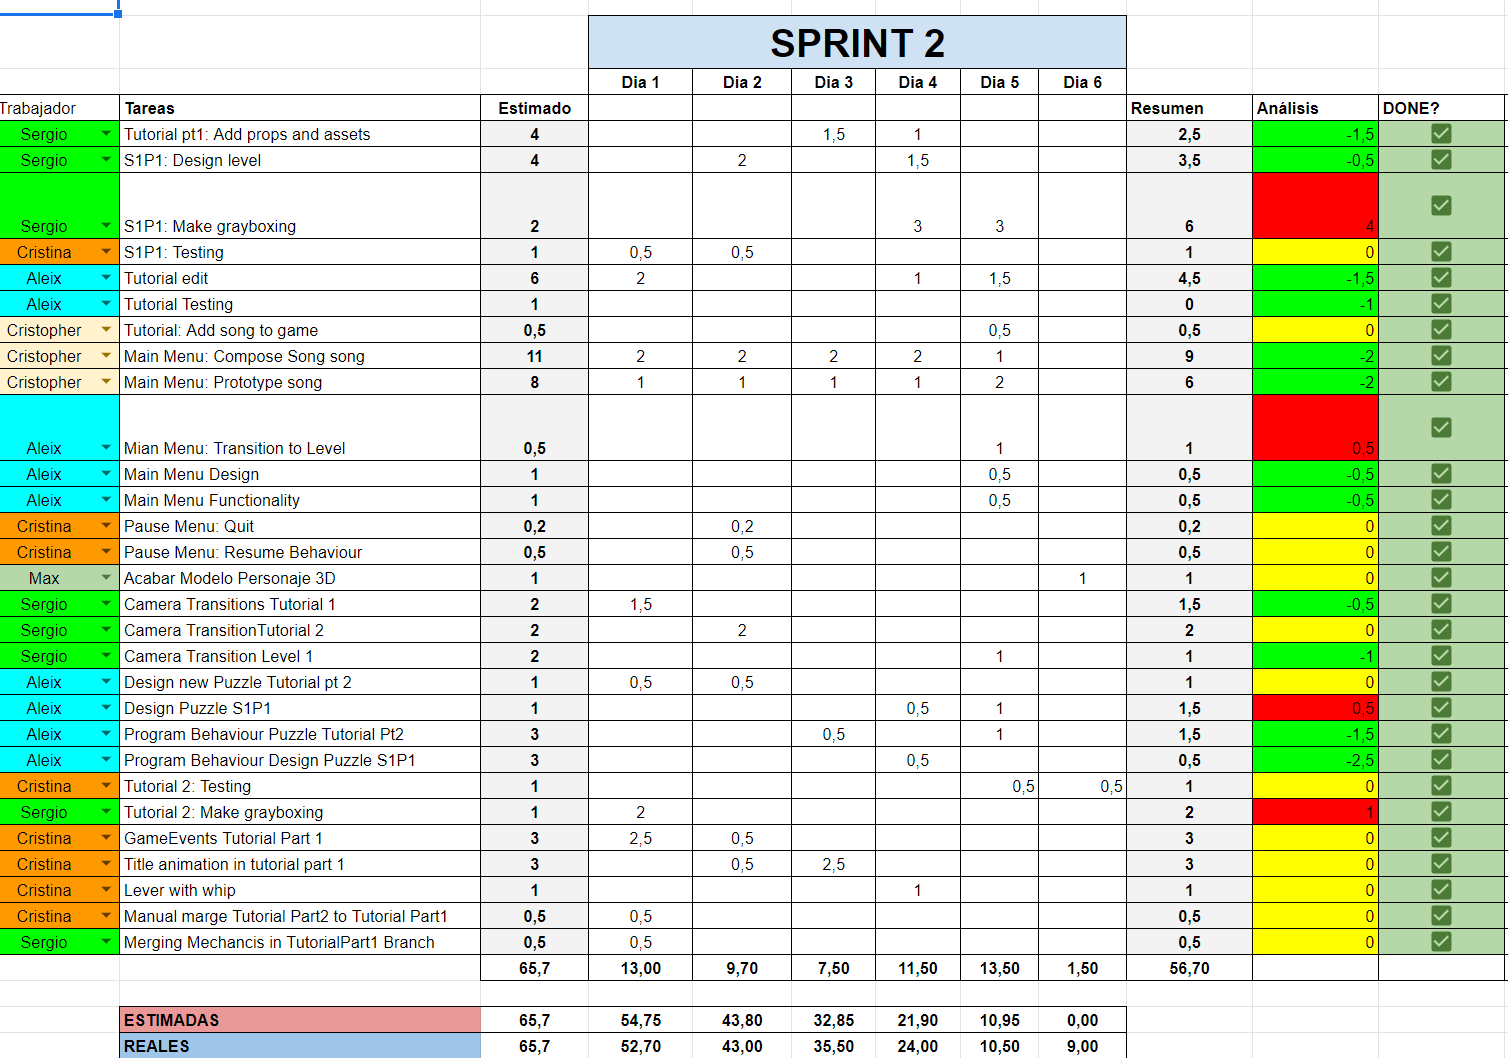 SPRINT 2
Dia 1 Dia 2 Dia 3 Dia 4 Dia 5 Dia 6
Trabajador Tareas Estimado Resumen Análisis DONE?
Sergio Tutorial pt1: Add props and assets 4 1,5 1 2,5 -1,5
Sergio S1P1: Design level 4 2 1,5 3,5 -0,5
Sergio S1P1: Make grayboxing 2 3 3 6 4
Cristina S1P1: Testing 1 0,5 0,5 1 0
Aleix Tutorial edit 6 2 1 1,5 4,5 -1,5
Aleix Tutorial Testing 1 0 -1
Cristopher Tutorial: Add song to game 0,5 0,5 0,5 0
Cristopher Main Menu: Compose Song song 11 2 2 2 2 1 9 -2
Cristopher Main Menu: Prototype song 8 1 1 1 1 2 6 -2
Aleix Mian Menu: Transition to Level 0,5 1 1 0,5
Aleix Main Menu Design 1 0,5 0,5 -0,5
Aleix Main Menu Functionality 1 0,5 0,5 -0,5
Cristina Pause Menu: Quit 0,2 0,2 0,2 0
Cristina Pause Menu: Resume Behaviour 0,5 0,5 0,5 0
Max Acabar Modelo Personaje 3D 1 1 1 0
Sergio Camera Transitions Tutorial 1 2 1,5 1,5 -0,5
Sergio Camera TransitionTutorial 2 2 2 2 0
Sergio Camera Transition Level 1 2 1 1 -1
Aleix Design new Puzzle Tutorial pt 2 1 0,5 0,5 1 0
Aleix Design Puzzle S1P1 1 0,5 1 1,5 0,5
Aleix Program Behaviour Puzzle Tutorial Pt2 3 0,5 1 1,5 -1,5
Aleix Program Behaviour Design Puzzle S1P1 3 0,5 0,5 -2,5
Cristina Tutorial 2: Testing 1 0,5 0,5 1 0
Sergio Tutorial 2: Make grayboxing 1 2 2 1
Cristina GameEvents Tutorial Part 1 3 2,5 0,5 3 0
Cristina Title animation in tutorial part 1 3 0,5 2,5 3 0
Cristina Lever with whip 1 1 1 0
Cristina Manual marge Tutorial Part2 to Tutorial Part1 0,5 0,5 0,5 0
Sergio Merging Mechancis in TutorialPart1 Branch 0,5 0,5 0,5 0
65,7 13,00 9,70 7,50 11,50 13,50 1,50 56,70
ESTIMADAS 65,7 54,75 43,80 32,85 21,90 10,95 0,00
REALES 65,7 52,70 43,00 35,50 24,00 10,50 9,00